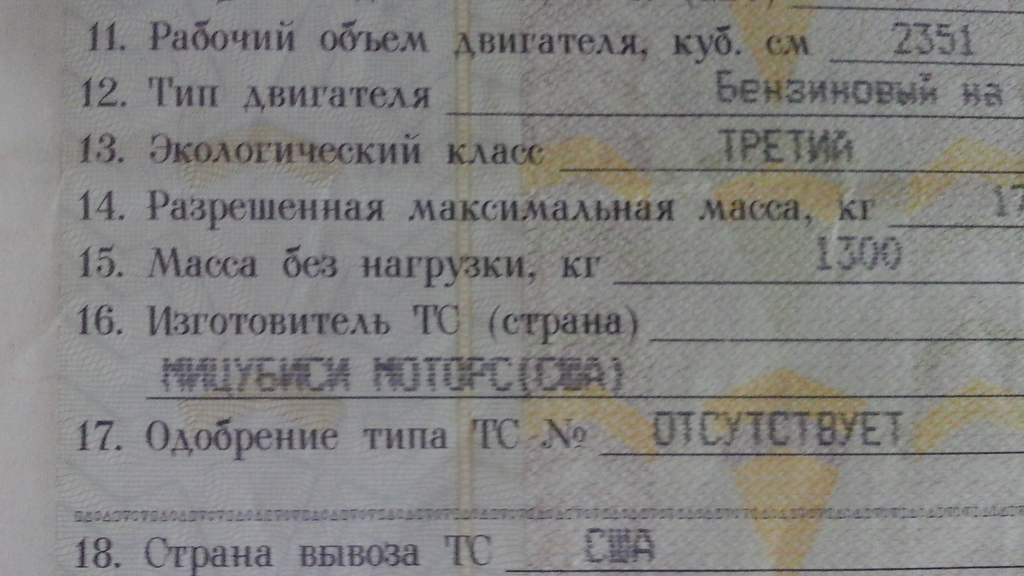 11. Рабочий объем двигателя, куб. см 2351
12. Тип двигателя Бензиновый на
13. Экологический класс ТРЕТИЙ
14. Разрешенная максимальная масса, кг 17
15. Масса без нагрузки, кг 1300
16. Изготовитель ТС (страна)
МИЦУБИСИ МОТОРС(США)
17. Одобрение типа ТС № ОТСУТСТВУЕТ
18. Страна вывоза ТС США